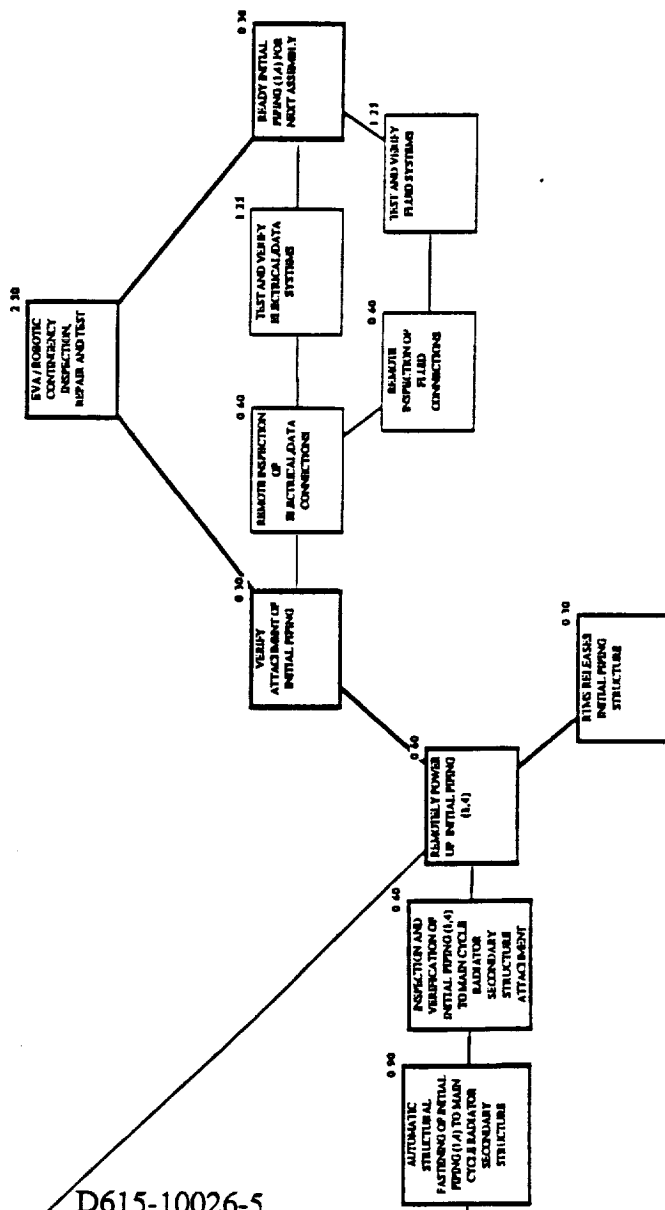 2 30
EVA / ROBOTIC
CONTINGENCY
INSPECTION,
REPAIR AND TEST
0 30
READY INITIAL
PIPING (1,4) FOR
NEXT ASSEMBLY
1 25
TEST AND VERIFY
ELECTRICAL/DATA
SYSTEMS
1 25
TEST AND VERIFY
FLUID SYSTEMS
0 60
REMOTE INSPECTION
OF
ELECTRICAL/DATA
CONNECTIONS
0 60
REMOTE
INSPECTION OF
FLUID
CONNECTIONS
0 30
VERIFY
ATTACHMENT OF
INITIAL PIPING
0 60
REMOTELY POWER
UP INITIAL PIPING
(1,4)
0 30
RTMS RELEASES
INITIAL PIPING
STRUCTURE
0 60
INSPECTION AND
VERIFICATION OF
INITIAL PIPING (1,4)
TO MAIN CYCLE
RADIATOR
SECONDARY
STRUCTURE
ATTACHMENT
0 90
AUTOMATIC
STRUCTURAL
FASTENING OF INITIAL
PIPING (1,4) TO MAIN
CYCLE RADIATOR
SECONDARY
STRUCTURE
D615-10026-5